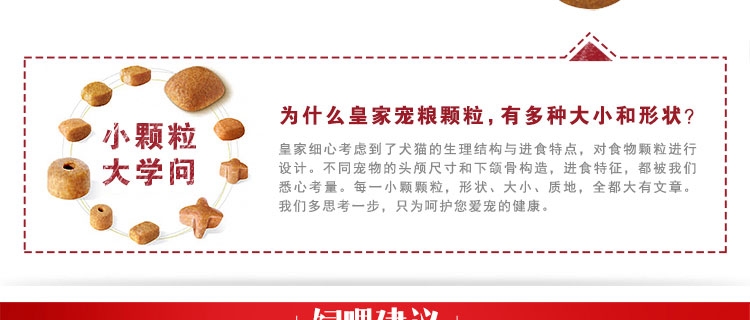 小颗粒
大学问
为什么皇家宠粮颗粒，有多种大小和形状？
皇家细心考虑到了犬猫的生理结构与进食特点，对食物颗粒进行
设计。不同宠物的头颅尺寸和下颌骨构造，进食特征，都被我们
悉心考量。每一小颗颗粒，形状、大小、质地，全都大有文章。
我们多思考一步，只为呵护您爱宠的健康。
饲喂建议